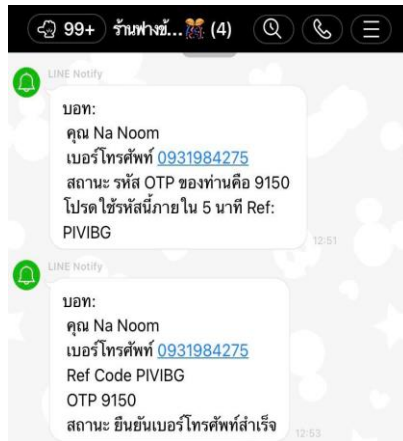 99+ ร้านฟางข้... (4)
LINE Notify
บอท:
คุณ Na Noom
เบอร์โทรศัพท์ 0931984275
สถานะ รหัส OTP ของท่านคือ 9150
โปรดใช้รหัสนี้ภายใน 5 นาที Ref:
PIVIBG
12:51
LINE Notify
บอท:
คุณ Na Noom
เบอร์โทรศัพท์ 0931984275
Ref Code PIVIBG
OTP 9150
สถานะ ยืนยันเบอร์โทรศัพท์สำเร็จ
12:53